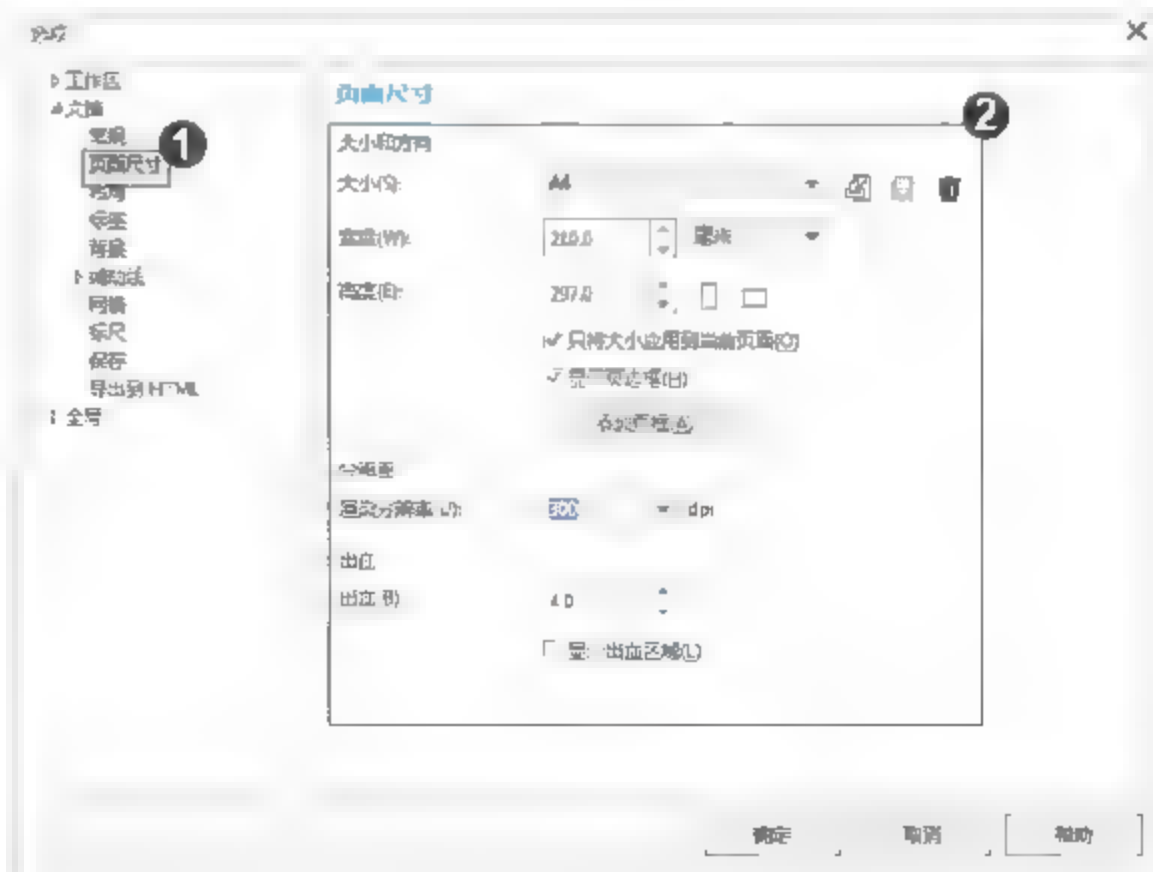 选项
工作区
文档
常规
页面尺寸
布局
标签
背景
辅助线
网格
标尺
保存
导出到 HTML
全局
1
页面尺寸
2
大小和方向
大小(S): A4
宽度(W): 210.0 毫米
高度(E): 297.0
只将大小应用到当前页面(O)
显示页边框(H)
添加页框(A)
分辨率
渲染分辨率(U): 300 dpi
出血
出血(B)
显示出血区域(L)
确定 取消 帮助